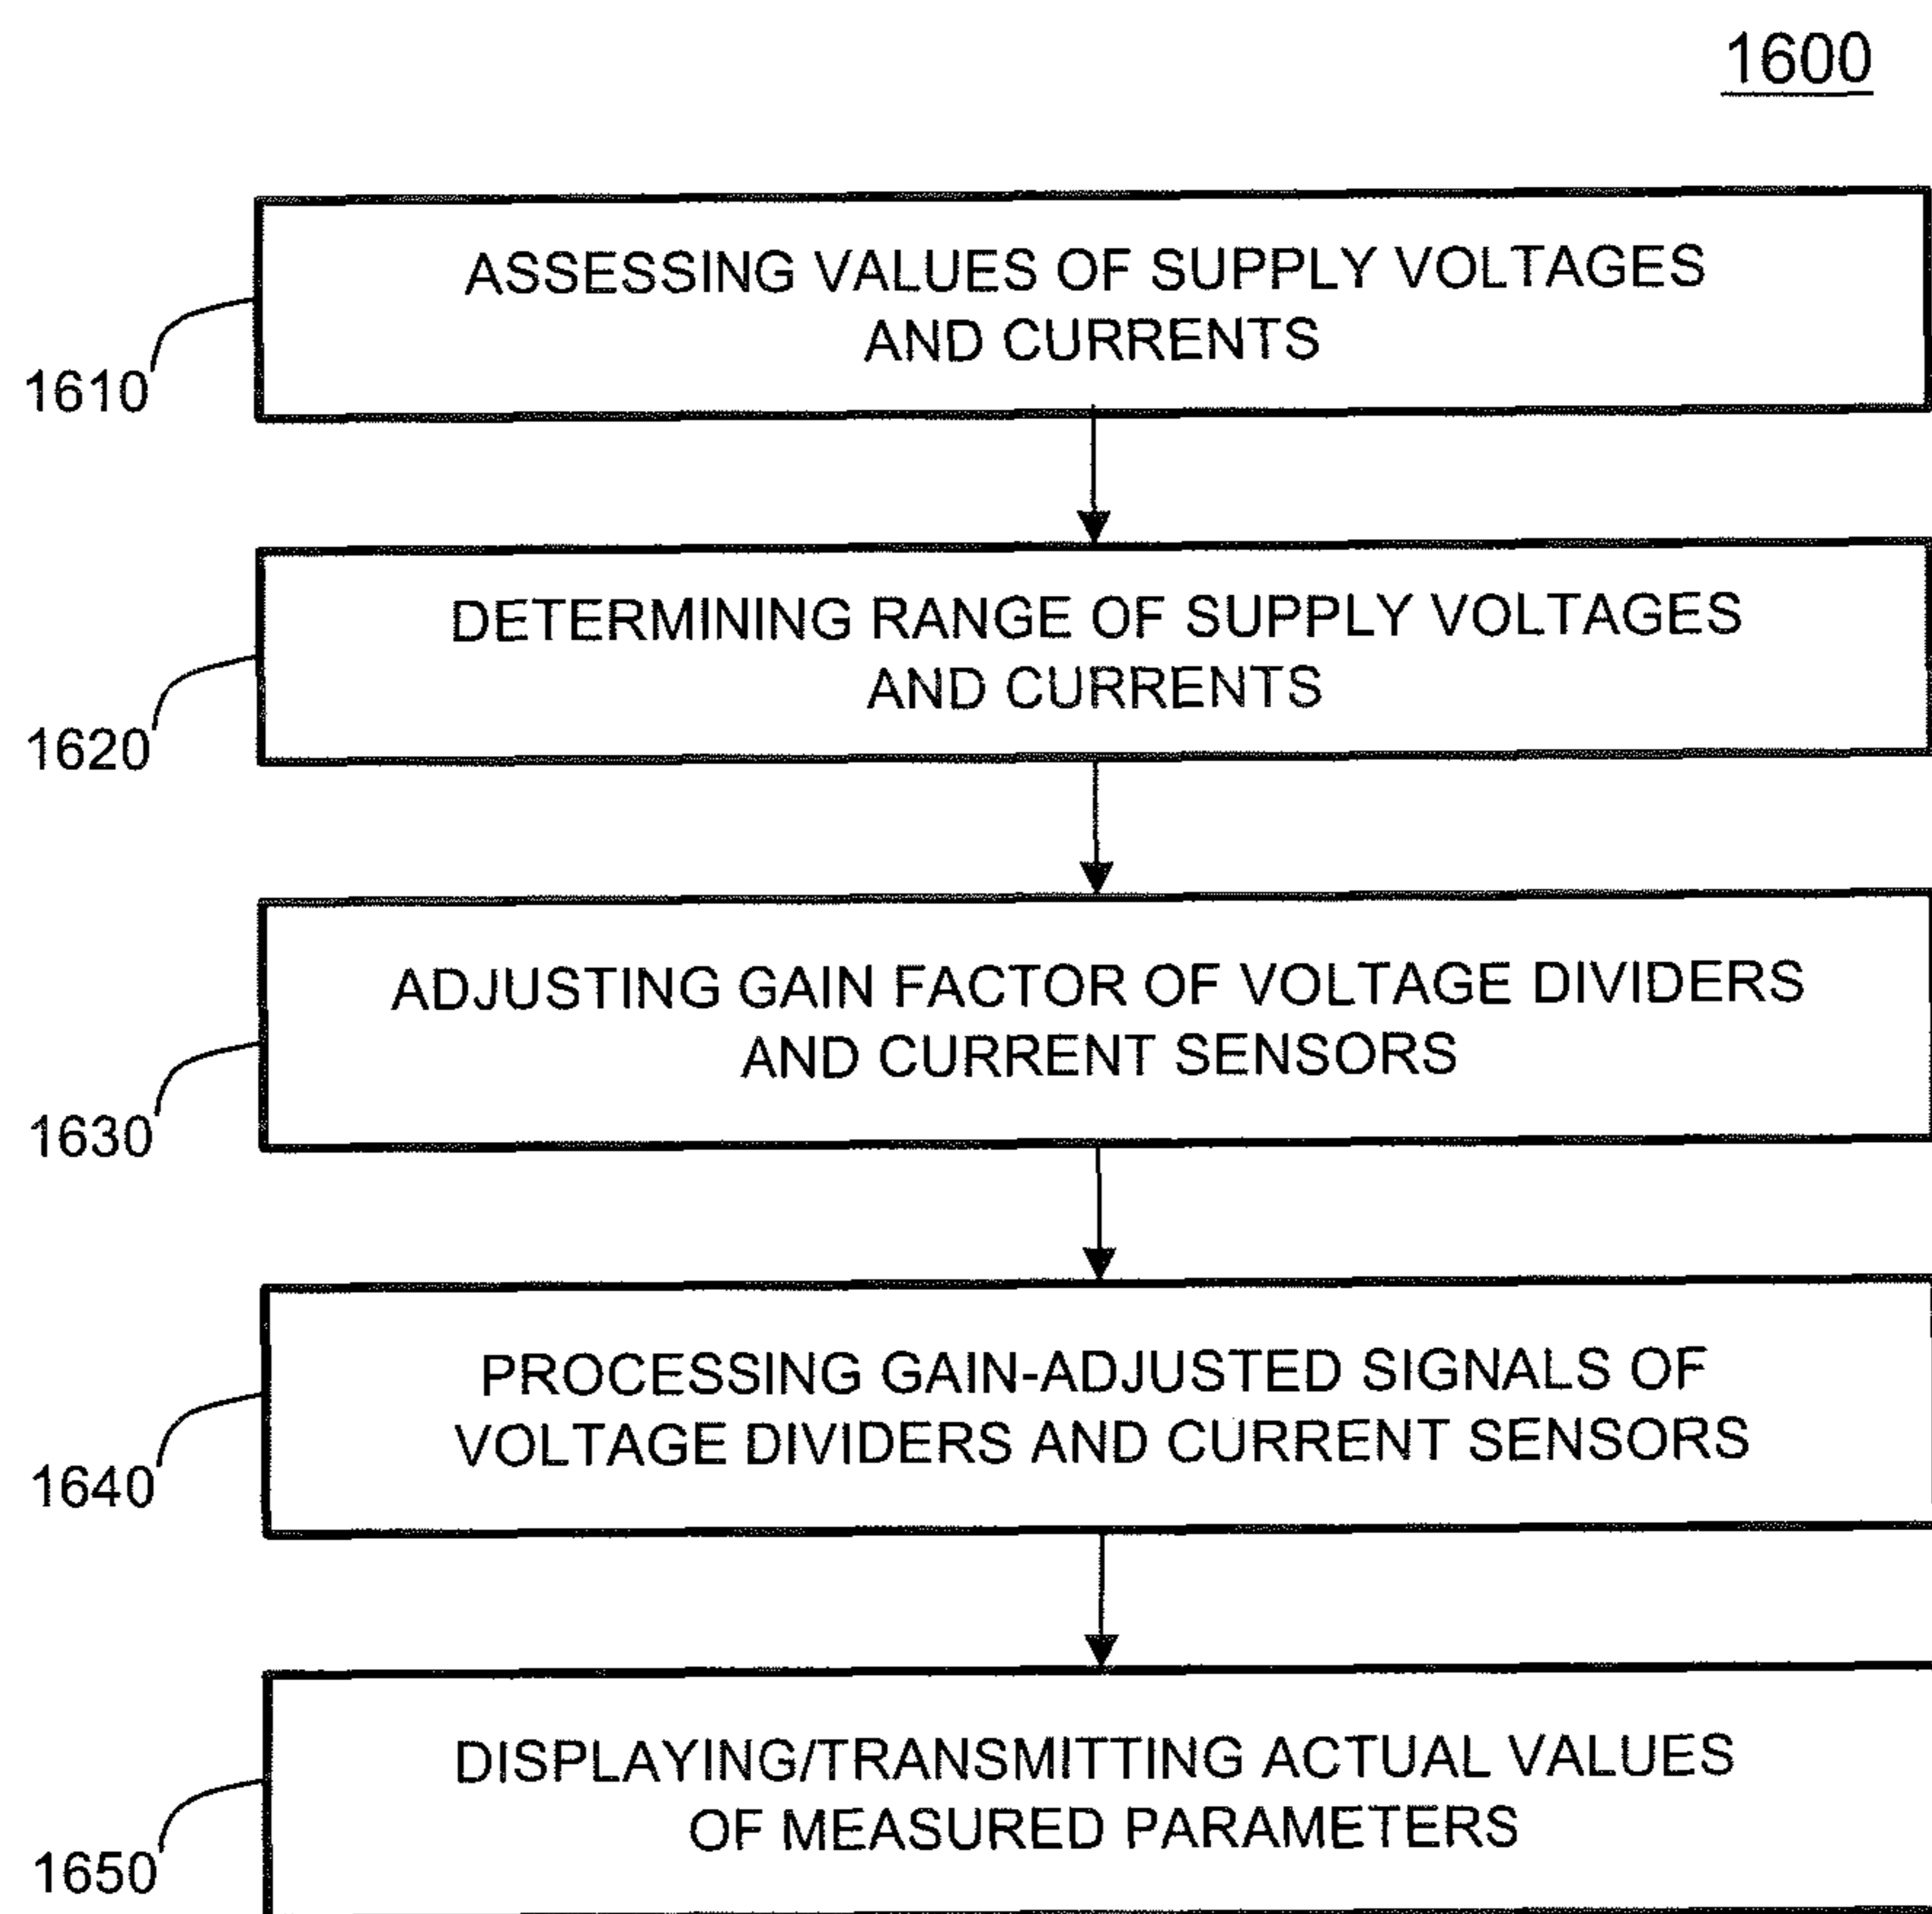 1600
ASSESSING VALUES OF SUPPLY VOLTAGES
AND CURRENTS
1610
DETERMINING RANGE OF SUPPLY VOLTAGES
AND CURRENTS
1620
ADJUSTING GAIN FACTOR OF VOLTAGE DIVIDERS
AND CURRENT SENSORS
1630
PROCESSING GAIN-ADJUSTED SIGNALS OF
VOLTAGE DIVIDERS AND CURRENT SENSORS
1640
DISPLAYING/TRANSMITTING ACTUAL VALUES
OF MEASURED PARAMETERS
1650